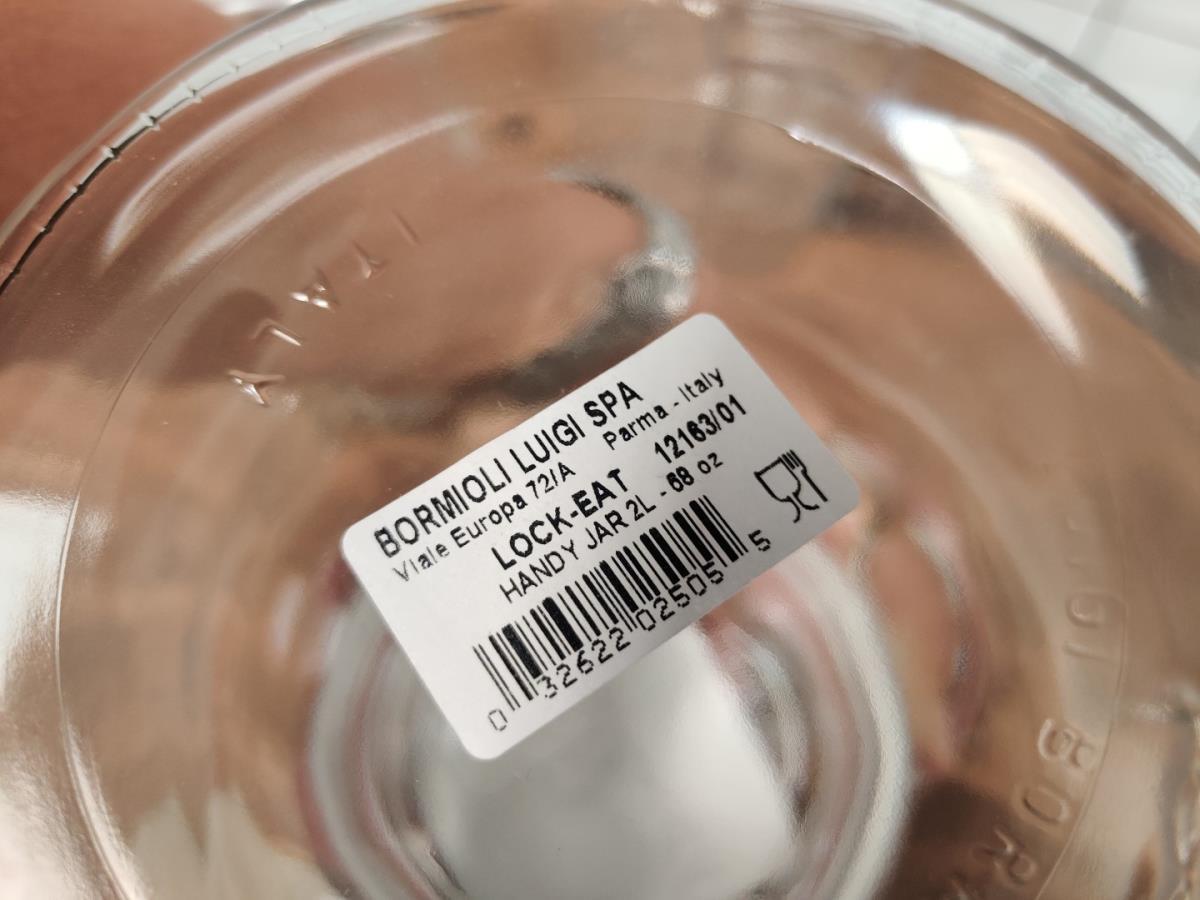 ITALY
BORMIOLI LUIGI SPA
Viale Europa 72/A Parma - Italy
LOCK-EAT 12163/01
HANDY JAR 2L - 68 oz
0 32622 02505 5